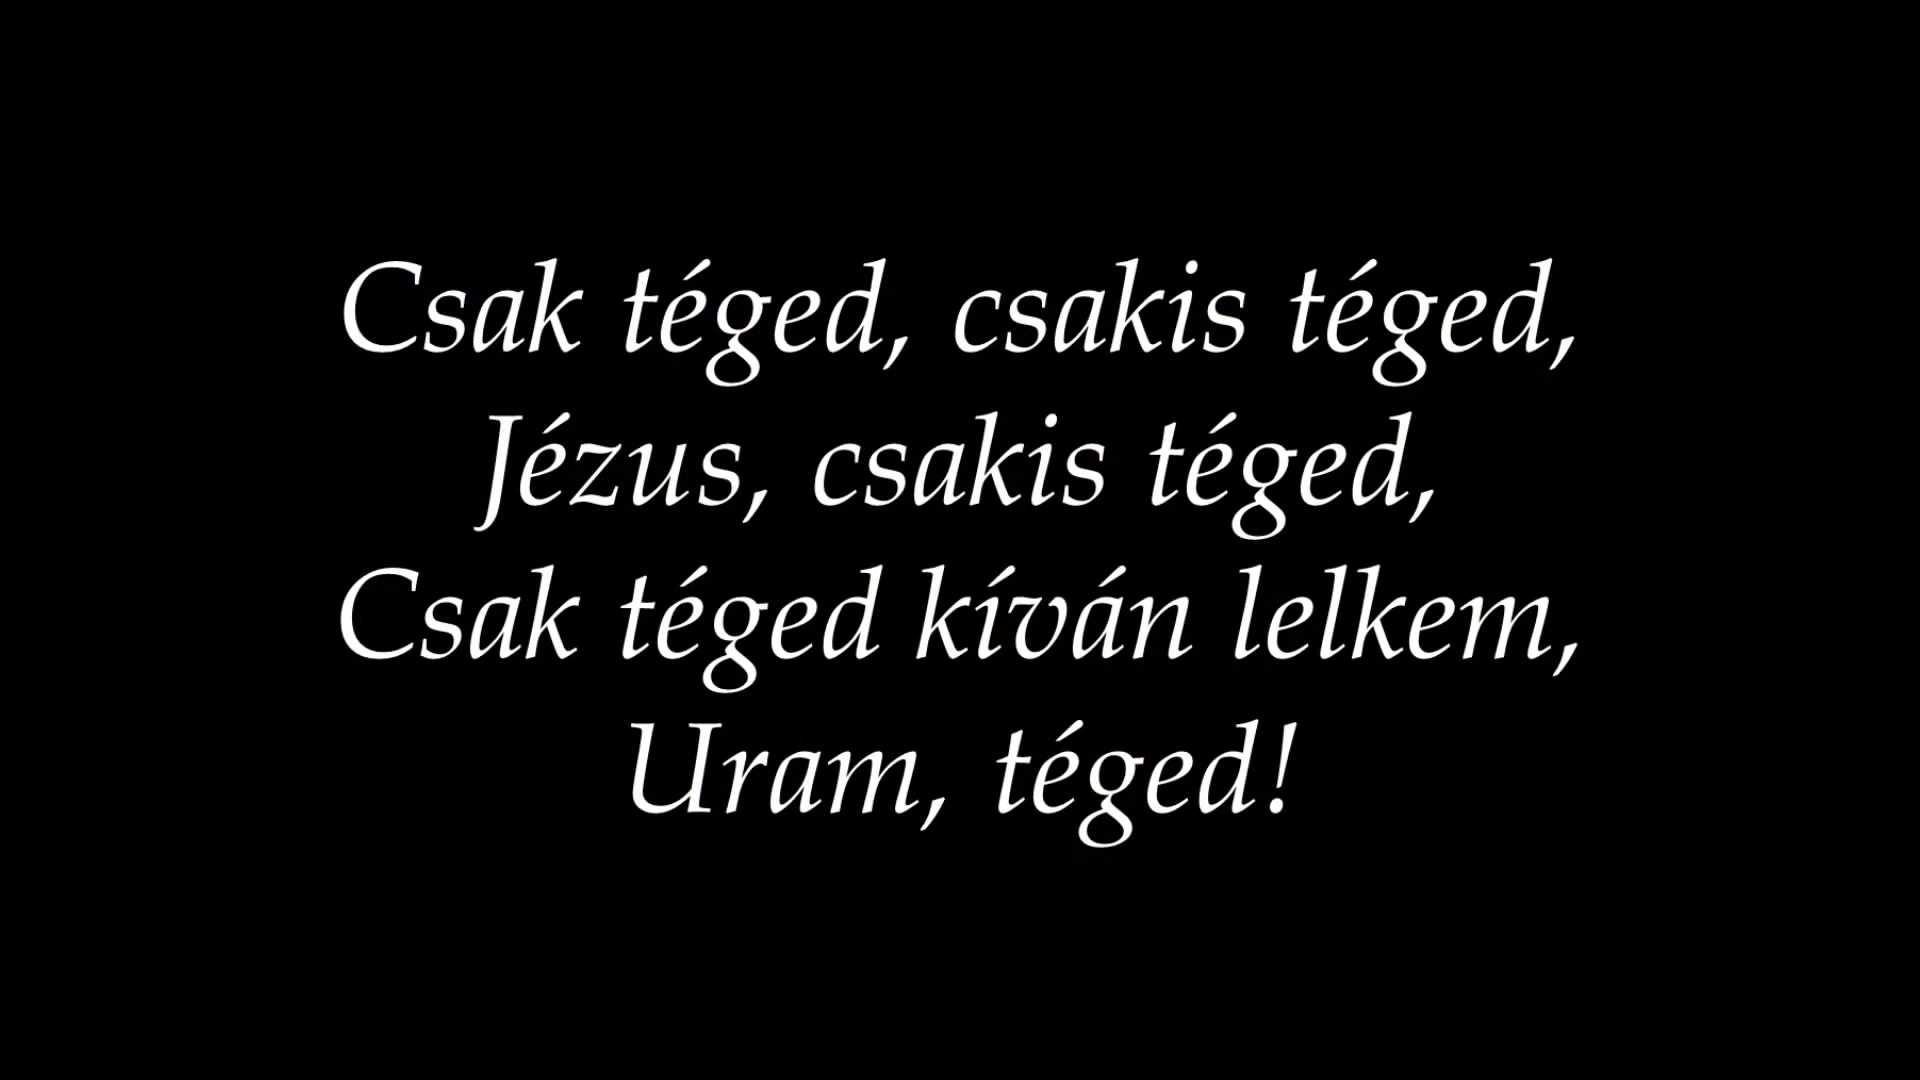 Csak téged, csakis téged,
Jézus, csakis téged,
Csak téged kíván lelkem,
Uram, téged!